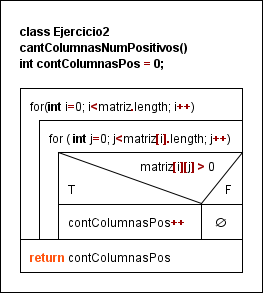 class Ejercicio2
cantColumnasNumPositivos()
int contColumnasPos = 0;
for(int i=0; i<matriz.length; i++)
for ( int j=0; j<matriz[i].length; j++)
matriz[i][j] > 0
T F
contColumnasPos++ ∅
return contColumnasPos